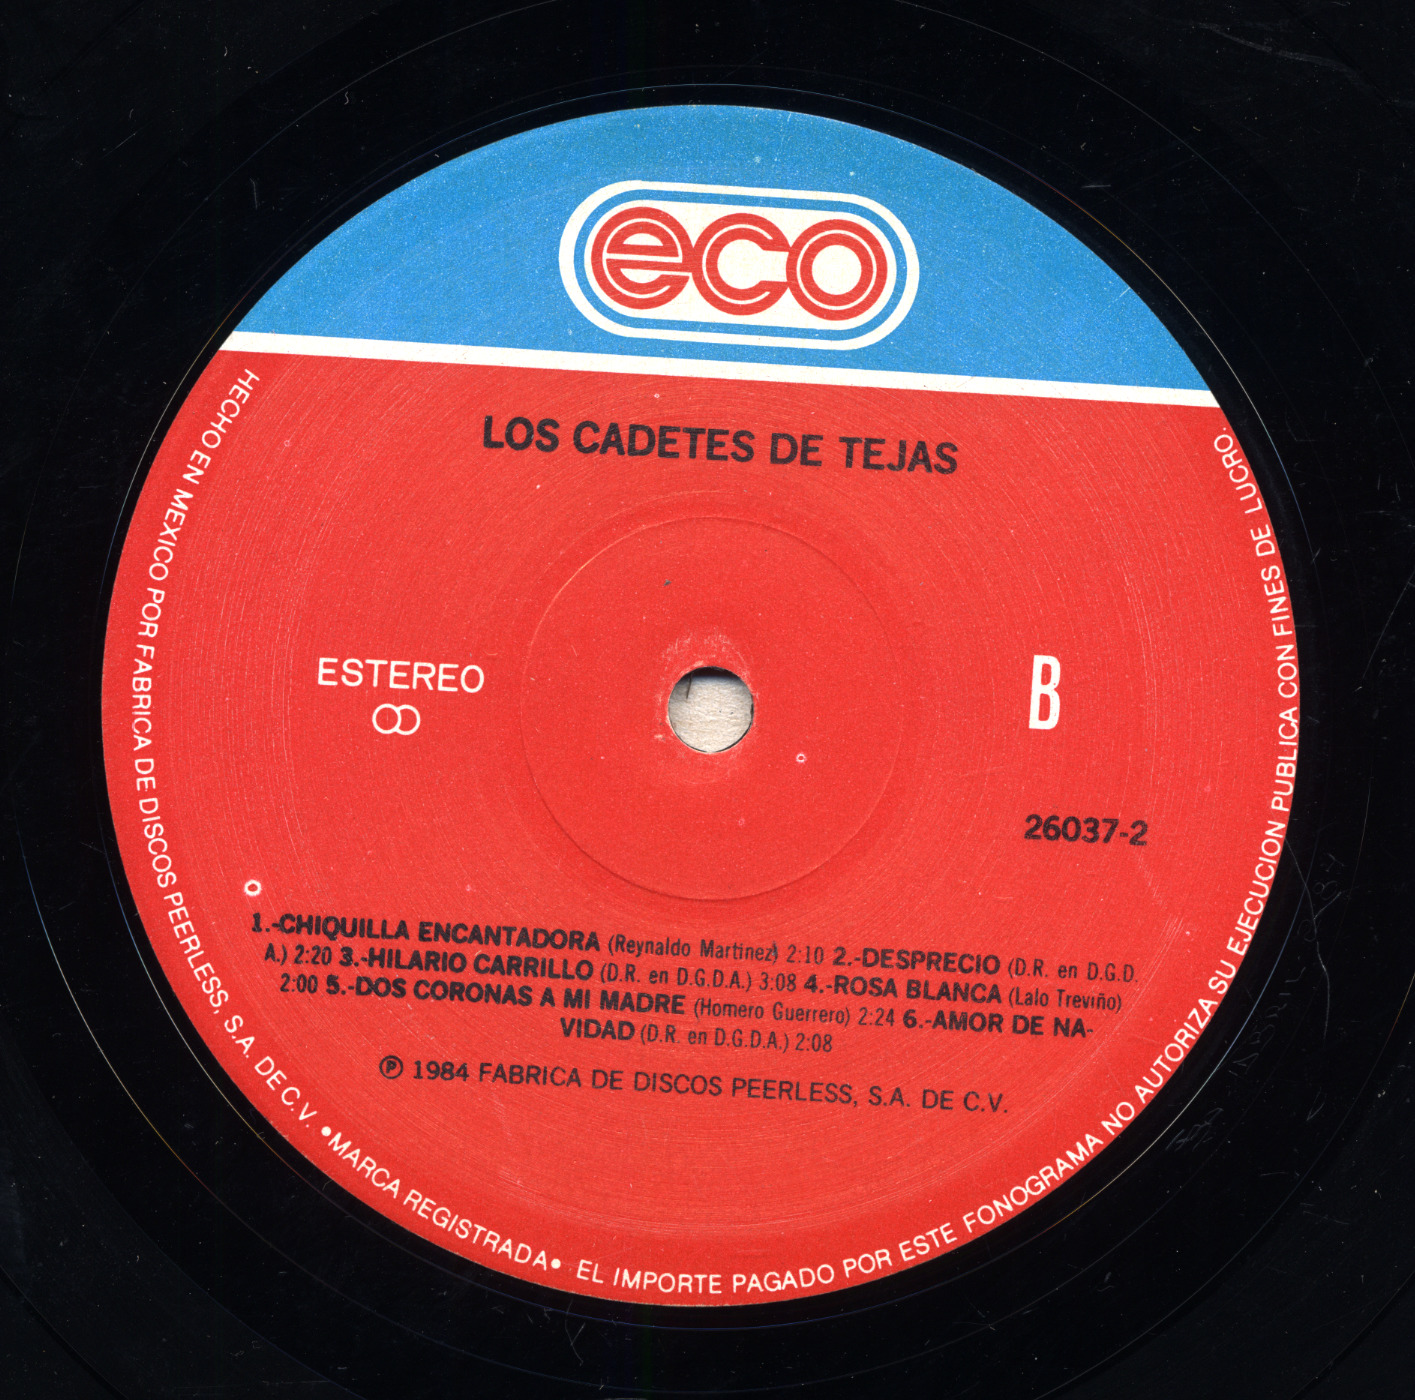 eco
LOS CADETES DE TEJAS
ESTEREO
B
26037-2
1.-CHIQUILLA ENCANTADORA (Reynaldo Martinez) 2:10 2.-DESPRECIO (D.R. en D.G.D.
A.) 2:20 3.-HILARIO CARRILLO (D.R. en D.G.D.A.) 3:08 4.-ROSA BLANCA (Lalo Treviño)
2:00 5.-DOS CORONAS A MI MADRE (Homero Guerrero) 2:24 6.-AMOR DE NA-
VIDAD (D.R. en D.G.D.A.) 2:08
Ⓟ 1984 FABRICA DE DISCOS PEERLESS, S.A. DE C.V.
HECHO EN MEXICO POR FABRICA DE DISCOS PEERLESS, S.A. DE C.V. •MARCA REGISTRADA• EL IMPORTE PAGADO POR ESTE FONOGRAMA NO AUTORIZA SU EJECUCION PUBLICA CON FINES DE LUCRO.